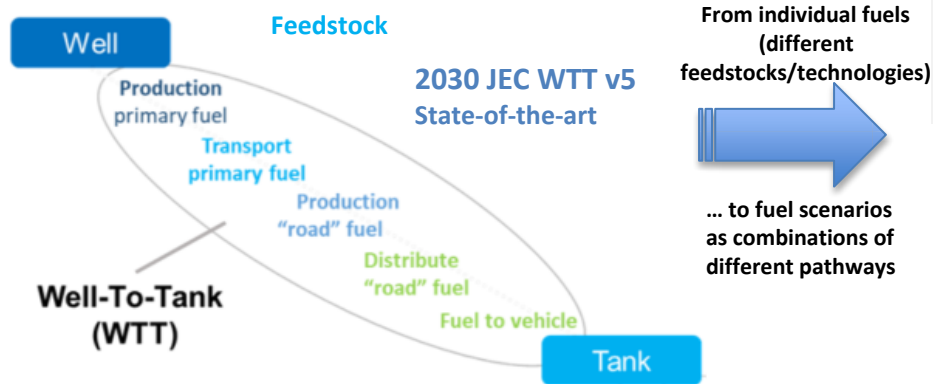 Well
Feedstock
Production
primary fuel
Transport
primary fuel
Production
“road” fuel
Distribute
“road” fuel
Fuel to vehicle
Tank
Well-To-Tank
(WTT)
2030 JEC WTT v5
State-of-the-art
From individual fuels
(different
feedstocks/technologies)
... to fuel scenarios
as combinations of
different pathways